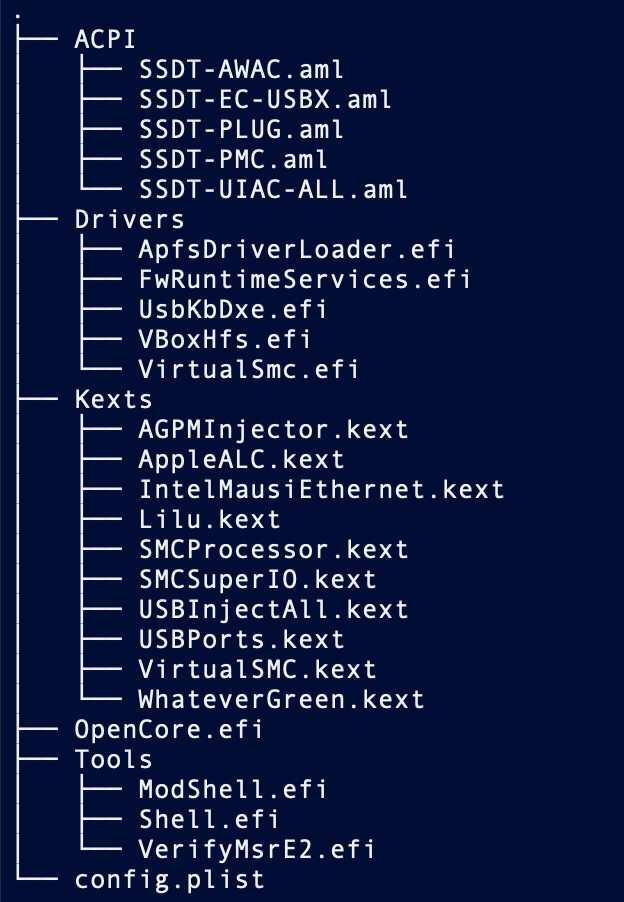 .
├── ACPI
│   ├── SSDT-AWAC.aml
│   ├── SSDT-EC-USBX.aml
│   ├── SSDT-PLUG.aml
│   ├── SSDT-PMC.aml
│   └── SSDT-UIAC-ALL.aml
├── Drivers
│   ├── ApfsDriverLoader.efi
│   ├── FwRuntimeServices.efi
│   ├── UsbKbDxe.efi
│   ├── VBoxHfs.efi
│   └── VirtualSmc.efi
├── Kexts
│   ├── AGPMInjector.kext
│   ├── AppleALC.kext
│   ├── IntelMausiEthernet.kext
│   ├── Lilu.kext
│   ├── SMCProcessor.kext
│   ├── SMCSuperIO.kext
│   ├── USBInjectAll.kext
│   ├── USBPorts.kext
│   ├── VirtualSMC.kext
│   └── WhateverGreen.kext
├── OpenCore.efi
├── Tools
│   ├── ModShell.efi
│   ├── Shell.efi
│   └── VerifyMsrE2.efi
└── config.plist